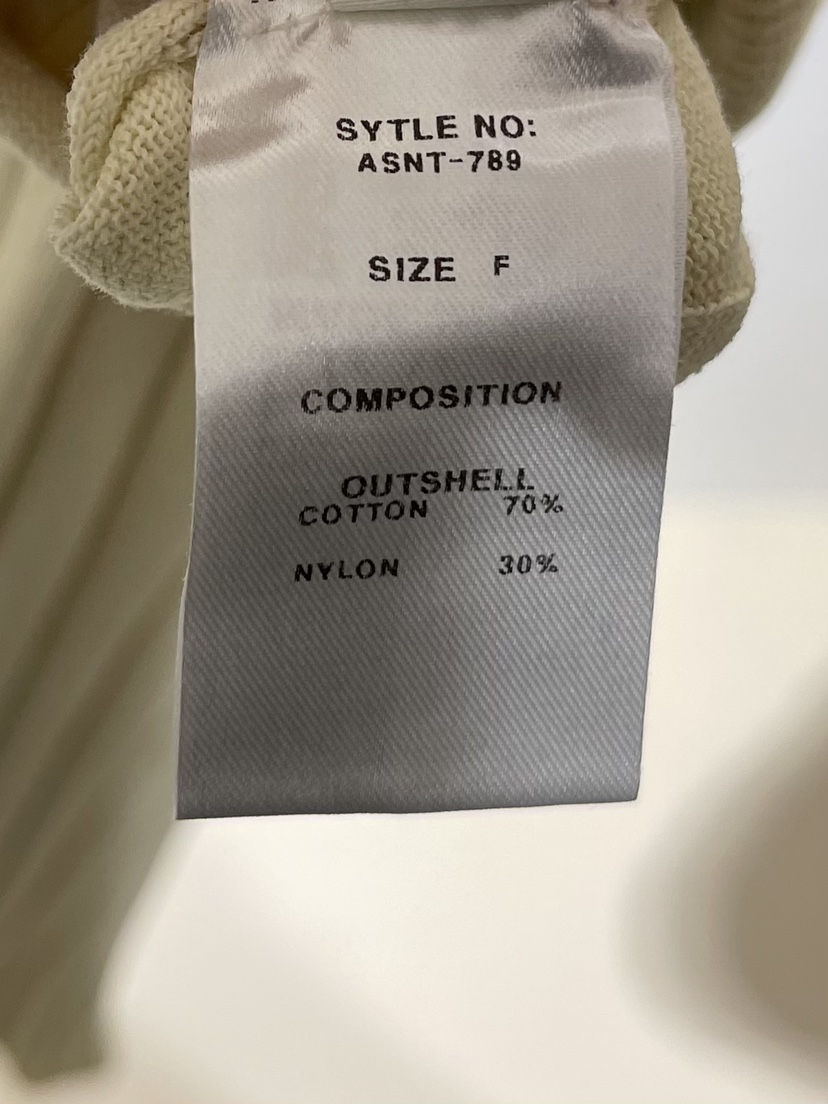 SYTLE NO:
ASNT-789
SIZE F
COMPOSITION
OUTSHELL
COTTON 70%
NYLON 30%